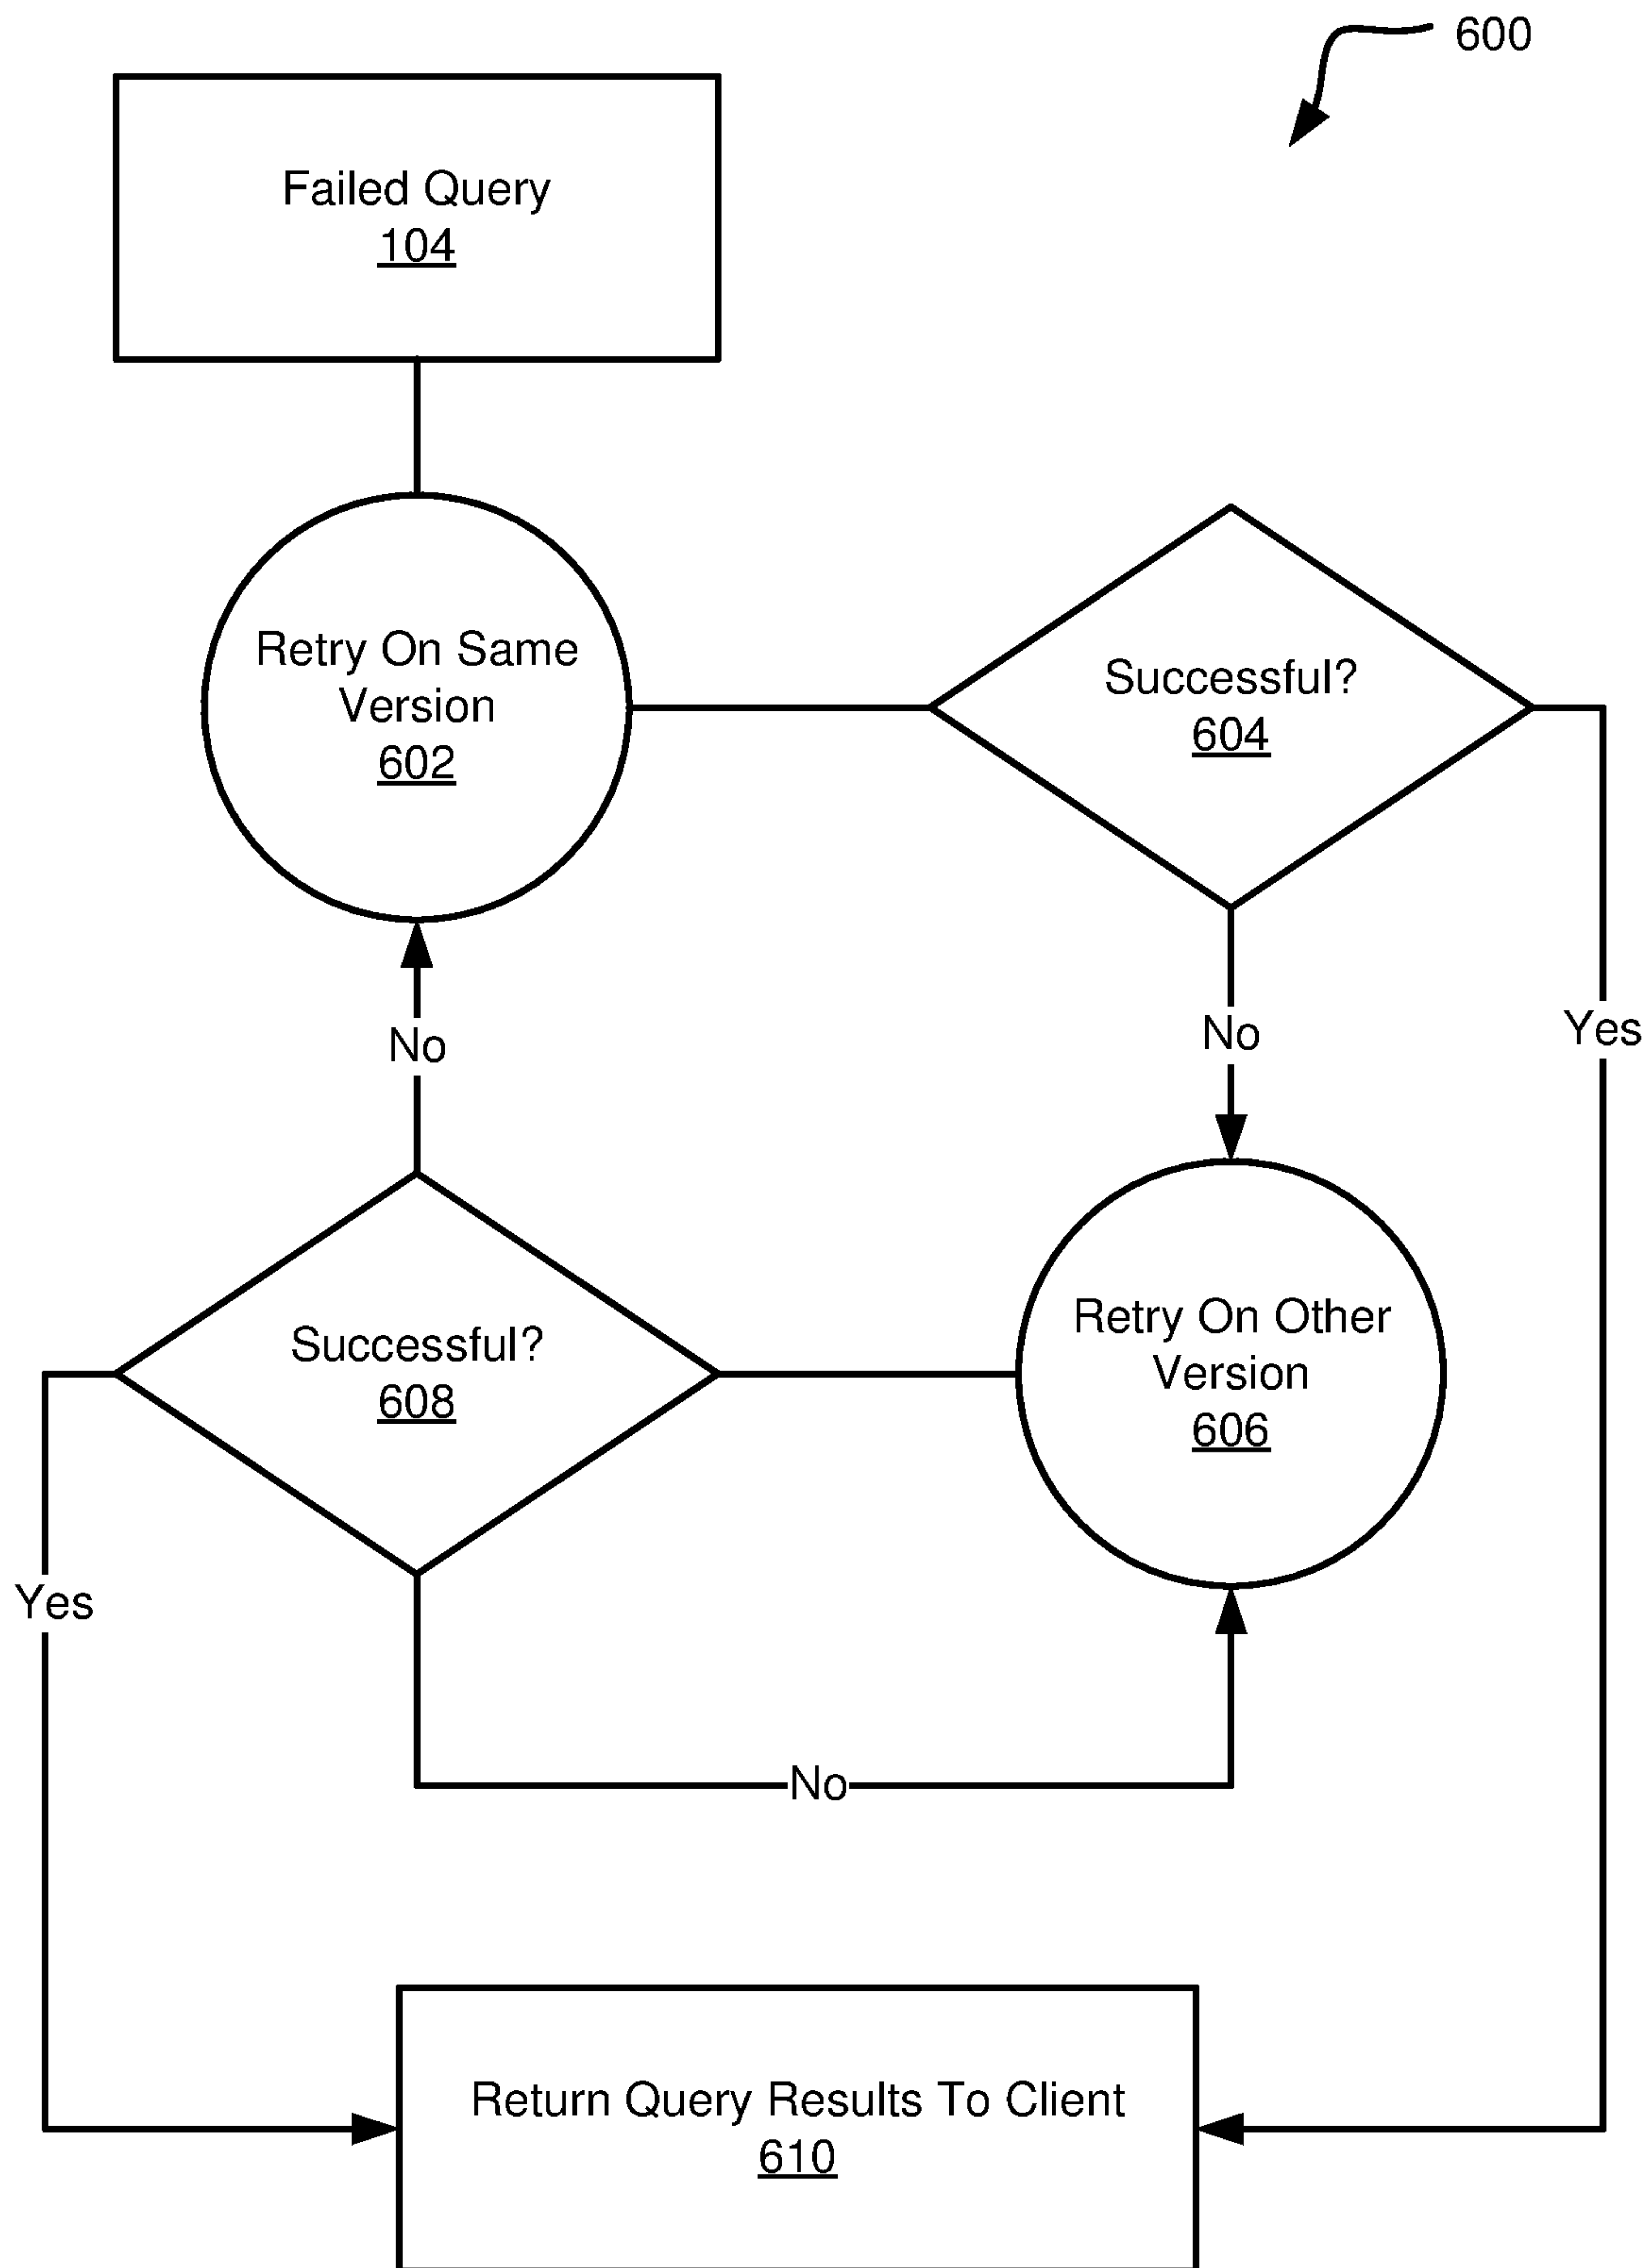 600
Failed Query
104
Retry On Same
Version
602
Successful?
604
No
No
Yes
Successful?
608
Retry On Other
Version
606
Yes
No
Return Query Results To Client
610